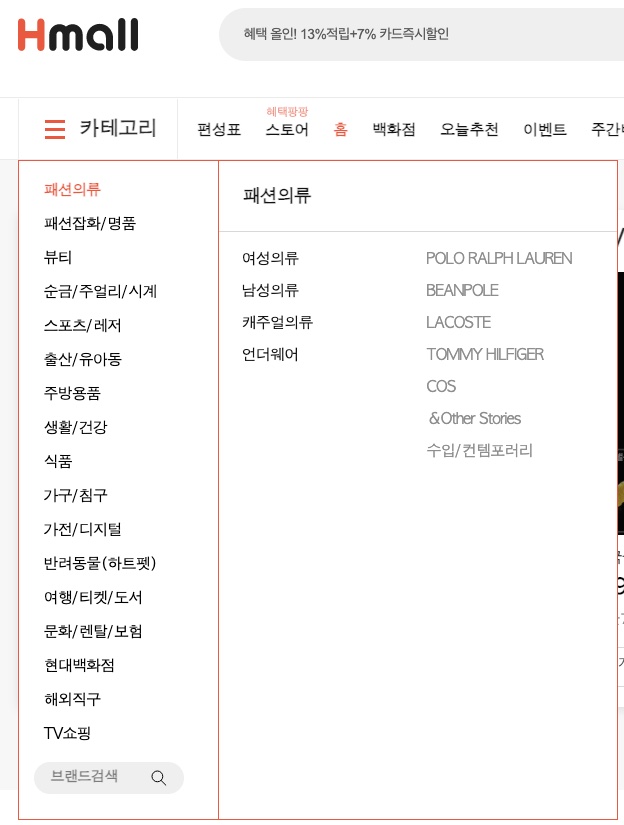 Hmall
혜택 올인! 13%적립+7% 카드즉시할인
카테고리
편성표
혜택팡팡
스토어
홈
백화점
오늘추천
이벤트
주간
패션의류
패션잡화/명품
뷰티
순금/주얼리/시계
스포츠/레저
출산/유아동
주방용품
생활/건강
식품
가구/침구
가전/디지털
반려동물(하트펫)
여행/티켓/도서
문화/렌탈/보험
현대백화점
해외직구
TV쇼핑
브랜드검색
패션의류
여성의류
남성의류
캐주얼의류
언더웨어
POLO RALPH LAUREN
BEANPOLE
LACOSTE
TOMMY HILFIGER
COS
&Other Stories
수입/컨템포러리